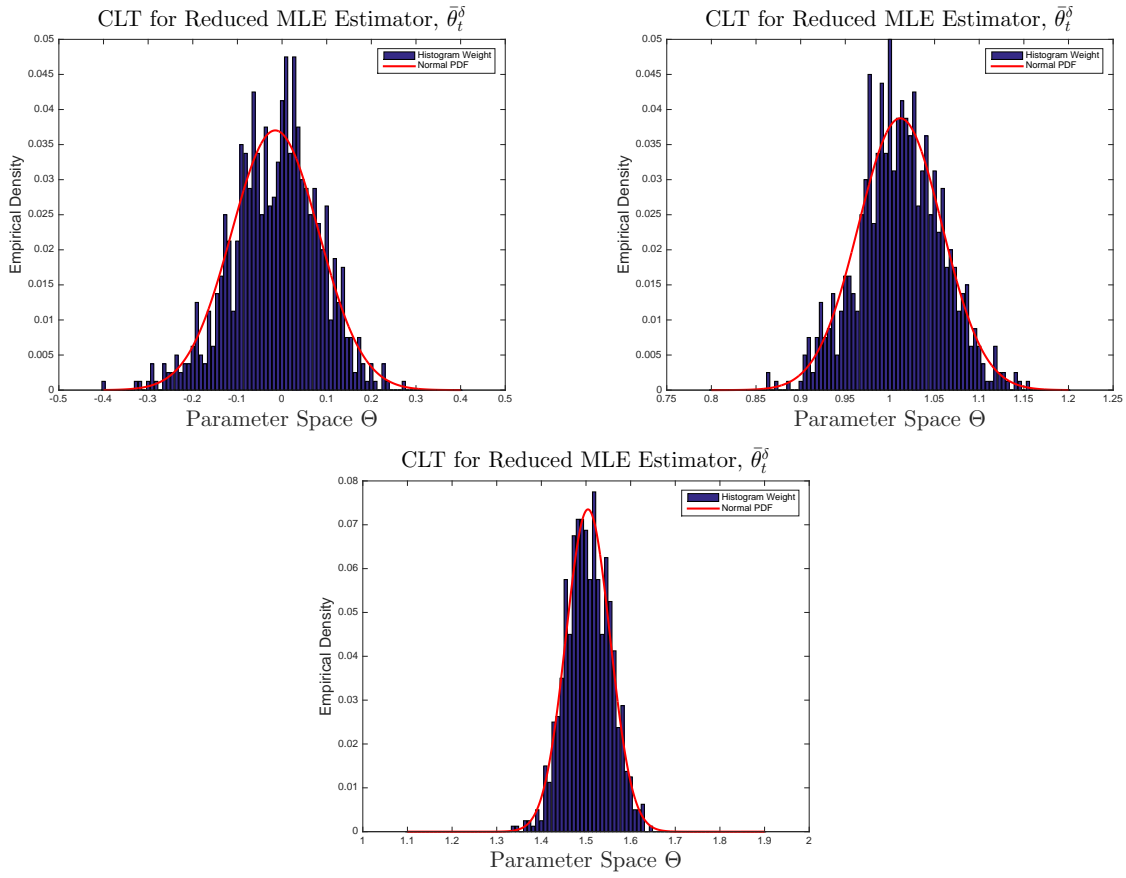 CLT for Reduced MLE Estimator, θ̄ₜ^δ
0.05
0.045
0.04
0.035
0.03
0.025
0.02
0.015
0.01
0.005
0
Empirical Density
Histogram Weight
Normal PDF
-0.5 -0.4 -0.3 -0.2 -0.1 0 0.1 0.2 0.3 0.4 0.5
Parameter Space Θ
CLT for Reduced MLE Estimator, θ̄ₜ^δ
0.05
0.045
0.04
0.035
0.03
0.025
0.02
0.015
0.01
0.005
0
Empirical Density
Histogram Weight
Normal PDF
0.75 0.8 0.85 0.9 0.95 1 1.05 1.1 1.15 1.2 1.25
Parameter Space Θ
CLT for Reduced MLE Estimator, θ̄ₜ^δ
0.08
0.07
0.06
0.05
0.04
0.03
0.02
0.01
0
Empirical Density
Histogram Weight
Normal PDF
1 1.1 1.2 1.3 1.4 1.5 1.6 1.7 1.8 1.9 2
Parameter Space Θ